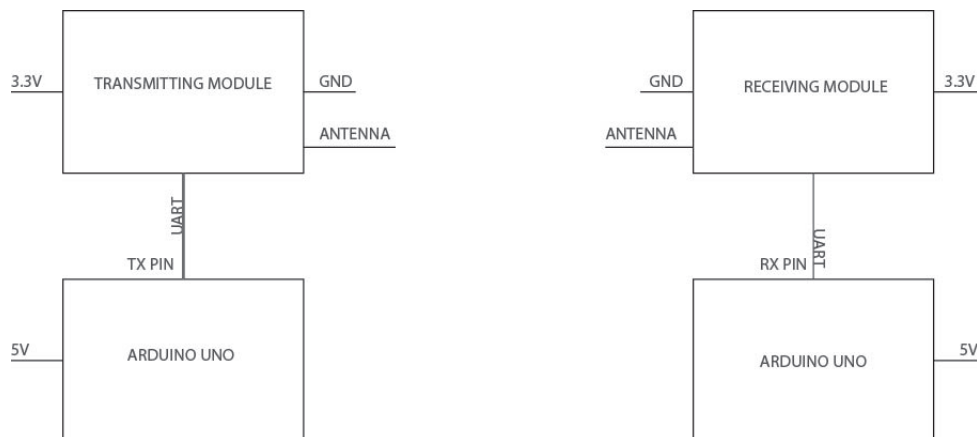 3.3V
TRANSMITTING MODULE
GND
ANTENNA
UART
TX PIN
5V
ARDUINO UNO
GND
RECEIVING MODULE
3.3V
ANTENNA
UART
RX PIN
ARDUINO UNO
5V